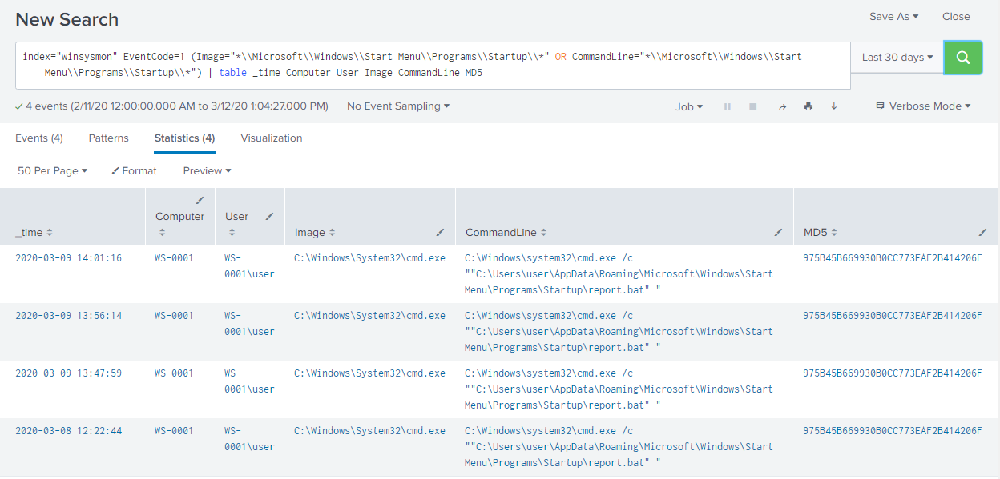 New Search
Save As
Close
index="winsysmon" EventCode=1 (Image="*\\Microsoft\\Windows\\Start Menu\\Programs\\Startup\\*" OR CommandLine="*\\Microsoft\\Windows\\Start
Menu\\Programs\\Startup\\*") | table _time Computer User Image CommandLine MD5
Last 30 days
4 events (2/11/20 12:00:00.000 AM to 3/12/20 1:04:27.000 PM)
No Event Sampling
Job
Verbose Mode
Events (4)
Patterns
Statistics (4)
Visualization
50 Per Page
Format
Preview
_time
Computer
User
Image
CommandLine
MD5
2020-03-09 14:01:16 WS-0001 WS- C:\Windows\System32\cmd.exe C:\Windows\system32\cmd.exe /c 975B45B669930B0CC773EAF2B414206F
0001\user ""C:\Users\user\AppData\Roaming\Microsoft\Windows\Start
Menu\Programs\Startup\report.bat" "
2020-03-09 13:56:14 WS-0001 WS- C:\Windows\System32\cmd.exe C:\Windows\system32\cmd.exe /c 975B45B669930B0CC773EAF2B414206F
0001\user ""C:\Users\user\AppData\Roaming\Microsoft\Windows\Start
Menu\Programs\Startup\report.bat" "
2020-03-09 13:47:59 WS-0001 WS- C:\Windows\System32\cmd.exe C:\Windows\system32\cmd.exe /c 975B45B669930B0CC773EAF2B414206F
0001\user ""C:\Users\user\AppData\Roaming\Microsoft\Windows\Start
Menu\Programs\Startup\report.bat" "
2020-03-08 12:22:44 WS-0001 WS- C:\Windows\System32\cmd.exe C:\Windows\system32\cmd.exe /c 975B45B669930B0CC773EAF2B414206F
0001\user ""C:\Users\user\AppData\Roaming\Microsoft\Windows\Start
Menu\Programs\Startup\report.bat" "